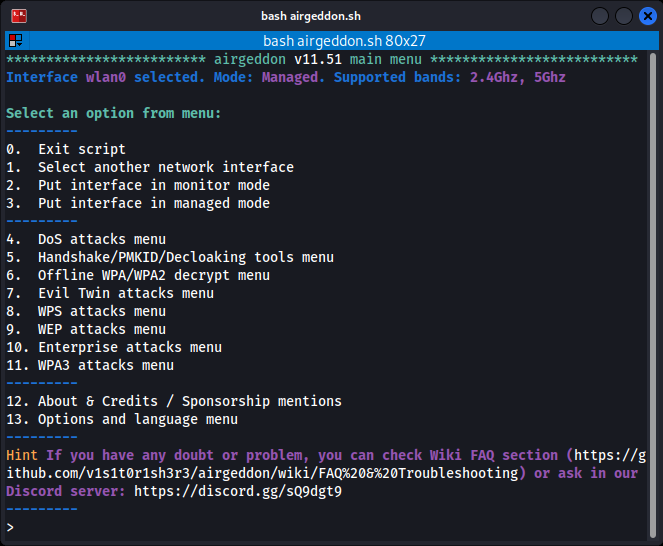 bash airgeddon.sh
bash airgeddon.sh 80x27
************************* airgeddon v11.51 main menu **************************
Interface wlan0 selected. Mode: Managed. Supported bands: 2.4Ghz, 5Ghz
Select an option from menu:
---------
0.  Exit script
1.  Select another network interface
2.  Put interface in monitor mode
3.  Put interface in managed mode
---------
4.  DoS attacks menu
5.  Handshake/PMKID/Decloaking tools menu
6.  Offline WPA/WPA2 decrypt menu
7.  Evil Twin attacks menu
8.  WPS attacks menu
9.  WEP attacks menu
10. Enterprise attacks menu
11. WPA3 attacks menu
---------
12. About & Credits / Sponsorship mentions
13. Options and language menu
---------
Hint If you have any doubt or problem, you can check Wiki FAQ section (https://g
ithub.com/v1s1t0r1sh3r3/airgeddon/wiki/FAQ%20&%20Troubleshooting) or ask in our
Discord server: https://discord.gg/sQ9dgt9
---------
>